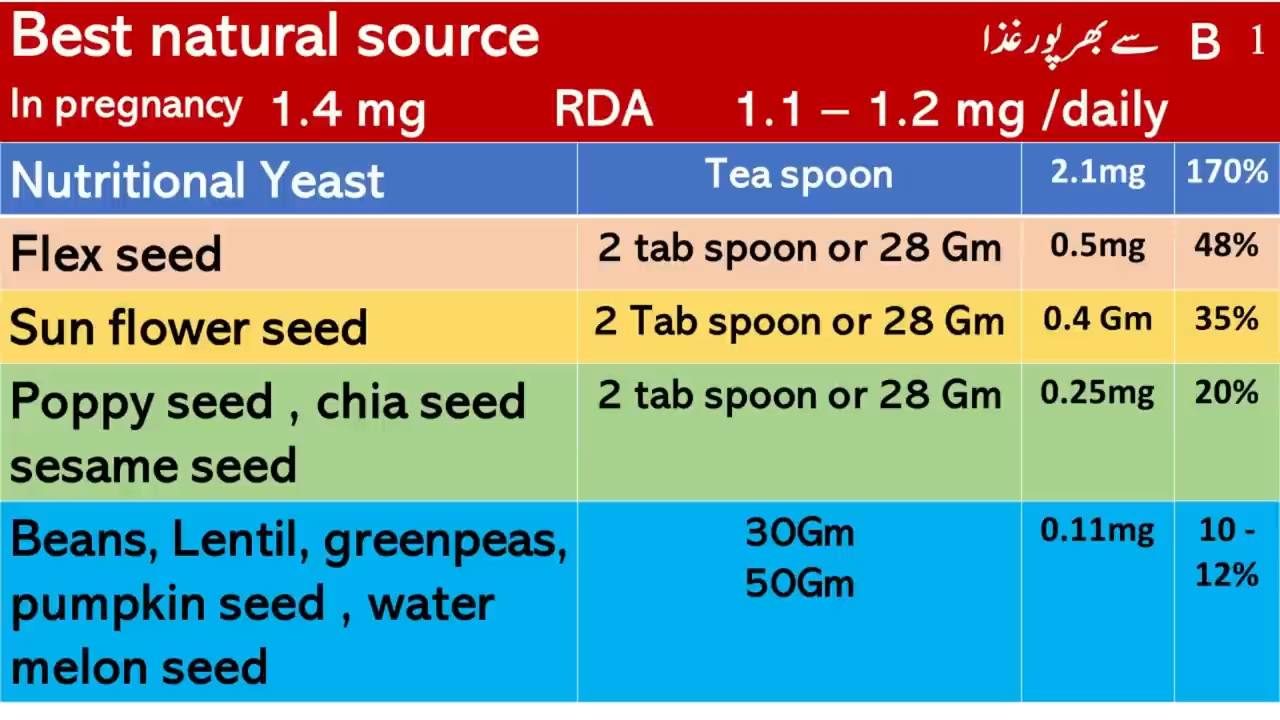 Best natural source
B 1 سے بھرپور غذا
In pregnancy 1.4 mg RDA 1.1 – 1.2 mg /daily
Nutritional Yeast Tea spoon 2.1mg 170%
Flex seed 2 tab spoon or 28 Gm 0.5mg 48%
Sun flower seed 2 Tab spoon or 28 Gm 0.4 Gm 35%
Poppy seed , chia seed 2 tab spoon or 28 Gm 0.25mg 20%
sesame seed
Beans, Lentil, greenpeas, 30Gm 0.11mg 10 -
pumpkin seed , water 50Gm 12%
melon seed